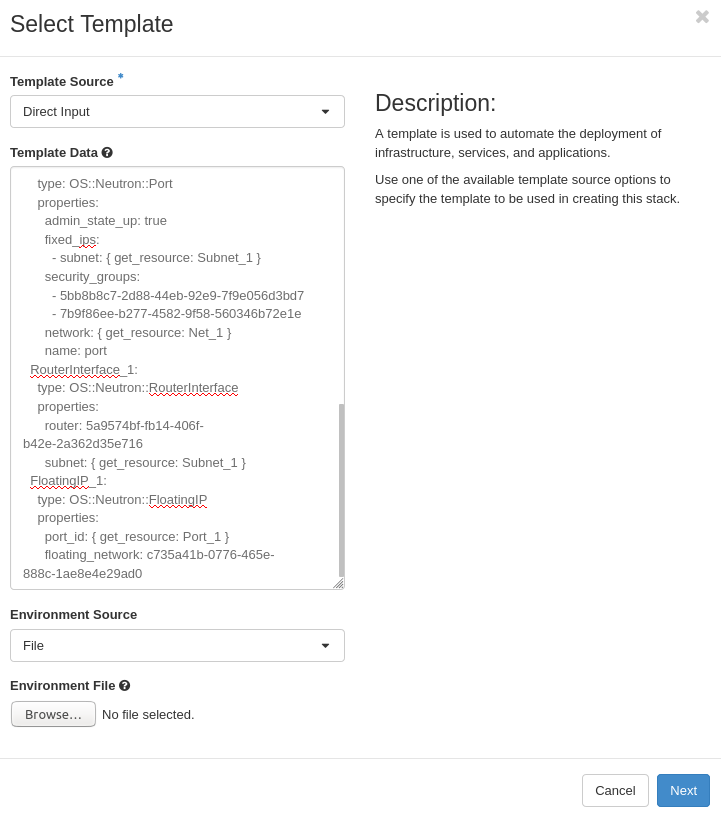 Select Template
Template Source *
Direct Input
Template Data
type: OS::Neutron::Port
properties:
admin_state_up: true
fixed_ips:
- subnet: { get_resource: Subnet_1 }
security_groups:
- 5bb8b8c7-2d88-44eb-92e9-7f9e056d3bd7
- 7b9f86ee-b277-4582-9f58-560346b72e1e
network: { get_resource: Net_1 }
name: port
RouterInterface_1:
type: OS::Neutron::RouterInterface
properties:
router: 5a9574bf-fb14-406f-
b42e-2a362d35e716
subnet: { get_resource: Subnet_1 }
FloatingIP_1:
type: OS::Neutron::FloatingIP
properties:
port_id: { get_resource: Port_1 }
floating_network: c735a41b-0776-465e-
888c-1ae8e4e29ad0
Environment Source
File
Environment File
Browse...
No file selected.
Description:
A template is used to automate the deployment of
infrastructure, services, and applications.
Use one of the available template source options to
specify the template to be used in creating this stack.
Cancel
Next